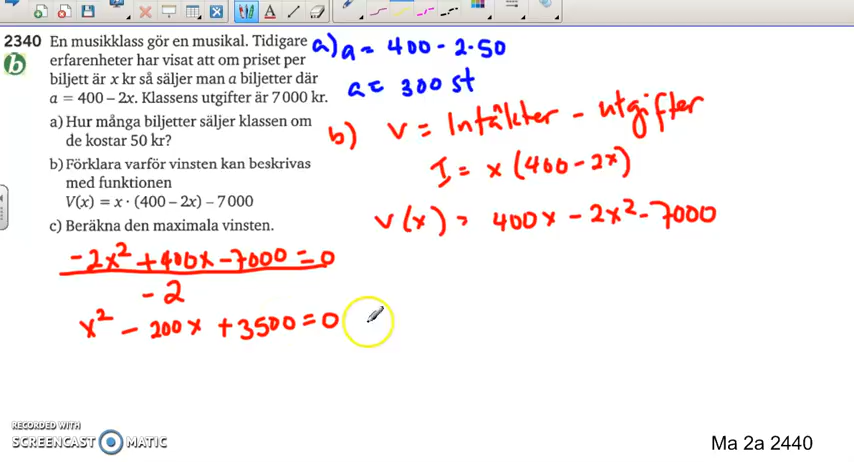 2340 En musikklass gör en musikal. Tidigare
erfarenheter har visat att om priset per
biljett är x kr så säljer man a biljetter där
a = 400 – 2x. Klassens utgifter är 7 000 kr.
a) Hur många biljetter säljer klassen om
de kostar 50 kr?
b) Förklara varför vinsten kan beskrivas
med funktionen
V(x) = x · (400 – 2x) – 7 000
c) Beräkna den maximala vinsten.
b
a) a = 400 - 2·50
a = 300 st
b) V = Intäkter - utgifter
I = x (400 - 2x)
V(x) = 400x - 2x² - 7000
-2x² + 400x - 7000 = 0
-2
x² - 200x + 3500 = 0
RECORDED WITH
SCREENCAST MATIC
Ma 2a 2440